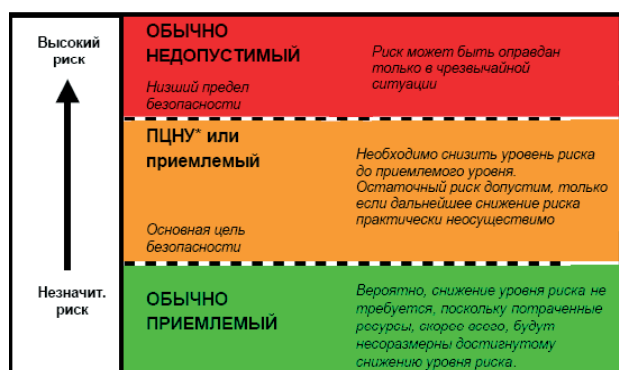 Высокий
риск
Незначит.
риск
ОБЫЧНО
НЕДОПУСТИМЫЙ
Низший предел
безопасности
Риск может быть оправдан
только в чрезвычайной
ситуации
ПЦНУ* или
приемлемый
Основная цель
безопасности
Необходимо снизить уровень риска
до приемлемого уровня.
Остаточный риск допустим, только
если дальнейшее снижение риска
практически неосуществимо
ОБЫЧНО
ПРИЕМЛЕМЫЙ
Вероятно, снижение уровня риска не
требуется, поскольку потраченные
ресурсы, скорее всего, будут
несоразмерны достигнутому
снижению уровня риска.